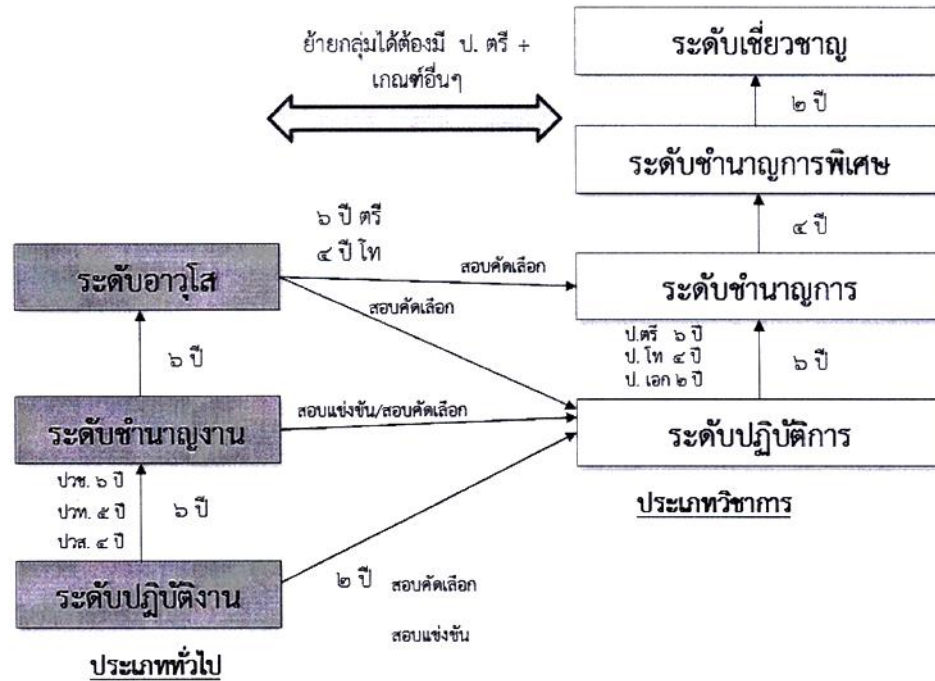 ย้ายกลุ่มได้ต้องมี ป. ตรี +
เกณฑ์อื่นๆ
ระดับเชี่ยวชาญ
๒ ปี
ระดับชำนาญการพิเศษ
๔ ปี
๖ ปี ตรี
๔ ปี โท
ระดับอาวุโส
สอบคัดเลือก
สอบคัดเลือก
ระดับชำนาญการ
๖ ปี
ป.ตรี ๖ ปี
ป. โท ๔ ปี
ป. เอก ๒ ปี
๖ ปี
ระดับชำนาญงาน
สอบแข่งขัน/สอบคัดเลือก
ระดับปฏิบัติการ
ปวช. ๖ ปี
ปวท. ๕ ปี
ปวส. ๔ ปี
๖ ปี
ประเภทวิชาการ
ระดับปฏิบัติงาน
๒ ปี สอบคัดเลือก
สอบแข่งขัน
ประเภททั่วไป